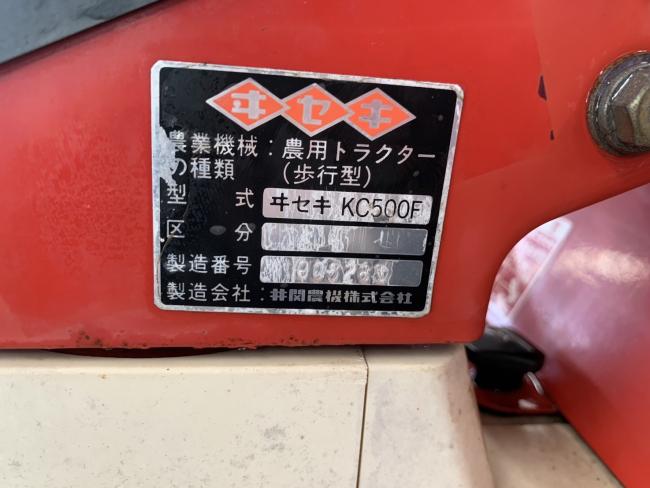 ヰセキ
農業機械:農用トラクター
の種類 (歩行型)
型式 ヰセキ KC500F
区分
製造番号
製造会社:井関農機株式会社